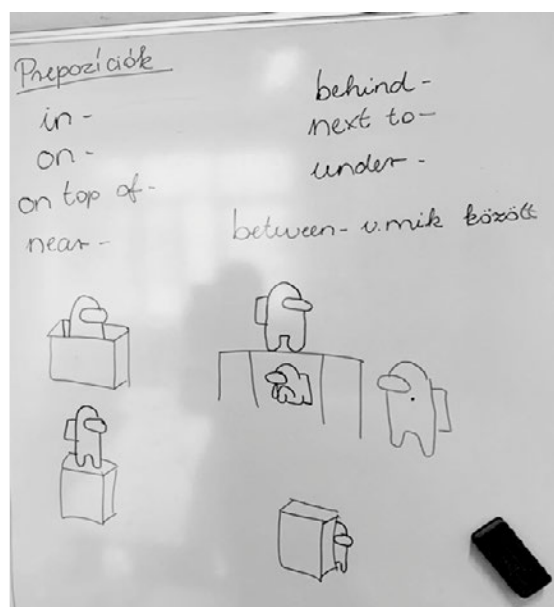 Prepozíciók
in -
on -
on top of -
near -
behind -
next to -
under -
between - v.mik között